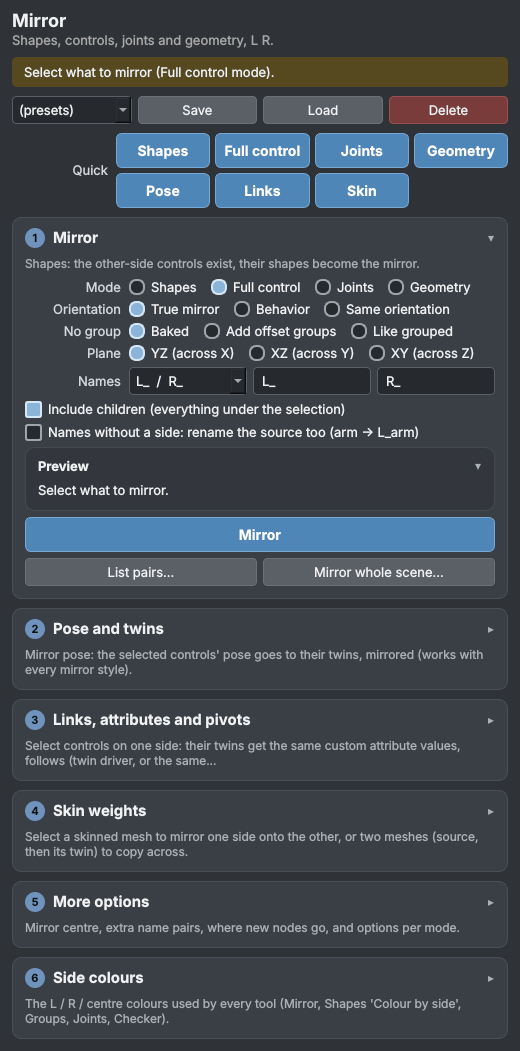 Mirror
Shapes, controls, joints and geometry, L R.
Select what to mirror (Full control mode).
(presets) Save Load Delete
Quick Shapes Full control Joints Geometry
Pose Links Skin
1 Mirror
Shapes: the other-side controls exist, their shapes become the mirror.
Mode Shapes Full control Joints Geometry
Orientation True mirror Behavior Same orientation
No group Baked Add offset groups Like grouped
Plane YZ (across X) XZ (across Y) XY (across Z)
Names L_ / R_ L_ R_
Include children (everything under the selection)
Names without a side: rename the source too (arm → L_arm)
Preview
Select what to mirror.
Mirror
List pairs... Mirror whole scene...
2 Pose and twins
Mirror pose: the selected controls' pose goes to their twins, mirrored (works with
every mirror style).
3 Links, attributes and pivots
Select controls on one side: their twins get the same custom attribute values,
follows (twin driver, or the same...
4 Skin weights
Select a skinned mesh to mirror one side onto the other, or two meshes (source,
then its twin) to copy across.
5 More options
Mirror centre, extra name pairs, where new nodes go, and options per mode.
6 Side colours
The L / R / centre colours used by every tool (Mirror, Shapes 'Colour by side',
Groups, Joints, Checker).